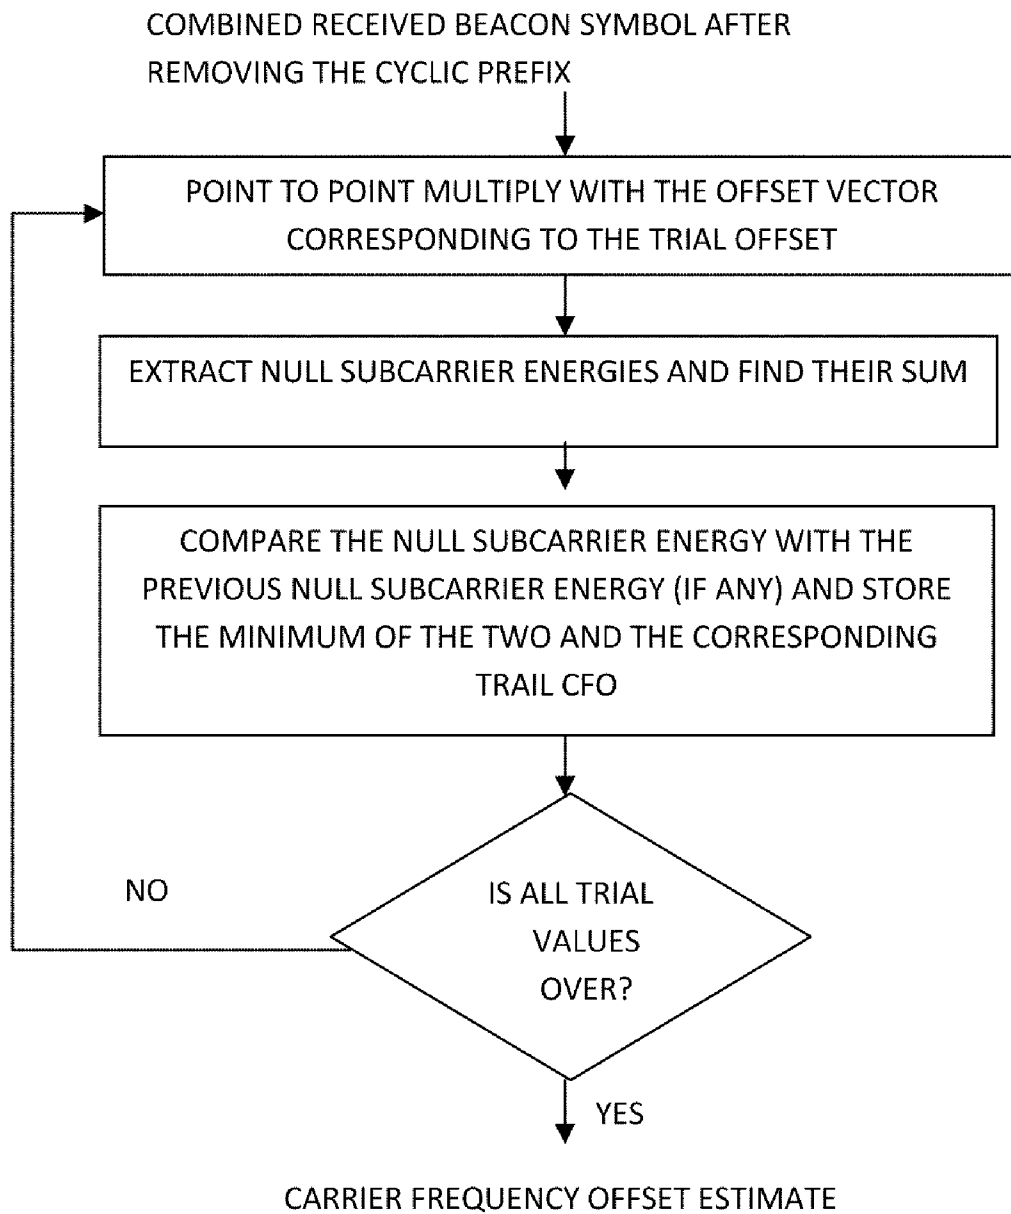 COMBINED RECEIVED BEACON SYMBOL AFTER
REMOVING THE CYCLIC PREFIX
POINT TO POINT MULTIPLY WITH THE OFFSET VECTOR
CORRESPONDING TO THE TRIAL OFFSET
EXTRACT NULL SUBCARRIER ENERGIES AND FIND THEIR SUM
COMPARE THE NULL SUBCARRIER ENERGY WITH THE
PREVIOUS NULL SUBCARRIER ENERGY (IF ANY) AND STORE
THE MINIMUM OF THE TWO AND THE CORRESPONDING
TRAIL CFO
NO
IS ALL TRIAL
VALUES
OVER?
YES
CARRIER FREQUENCY OFFSET ESTIMATE